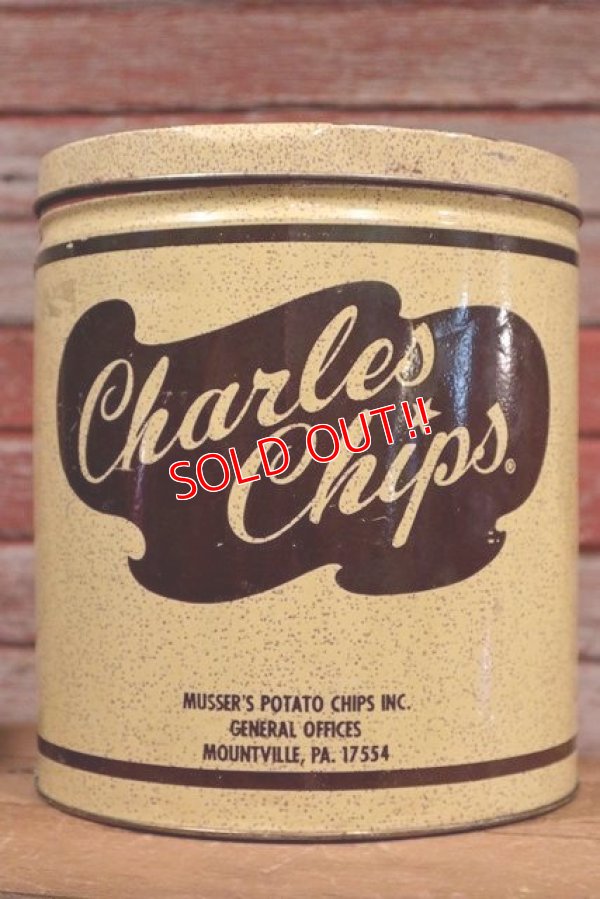 Charles
Chips®
SOLD OUT!!
MUSSER'S POTATO CHIPS INC.
GENERAL OFFICES
MOUNTVILLE, PA. 17554